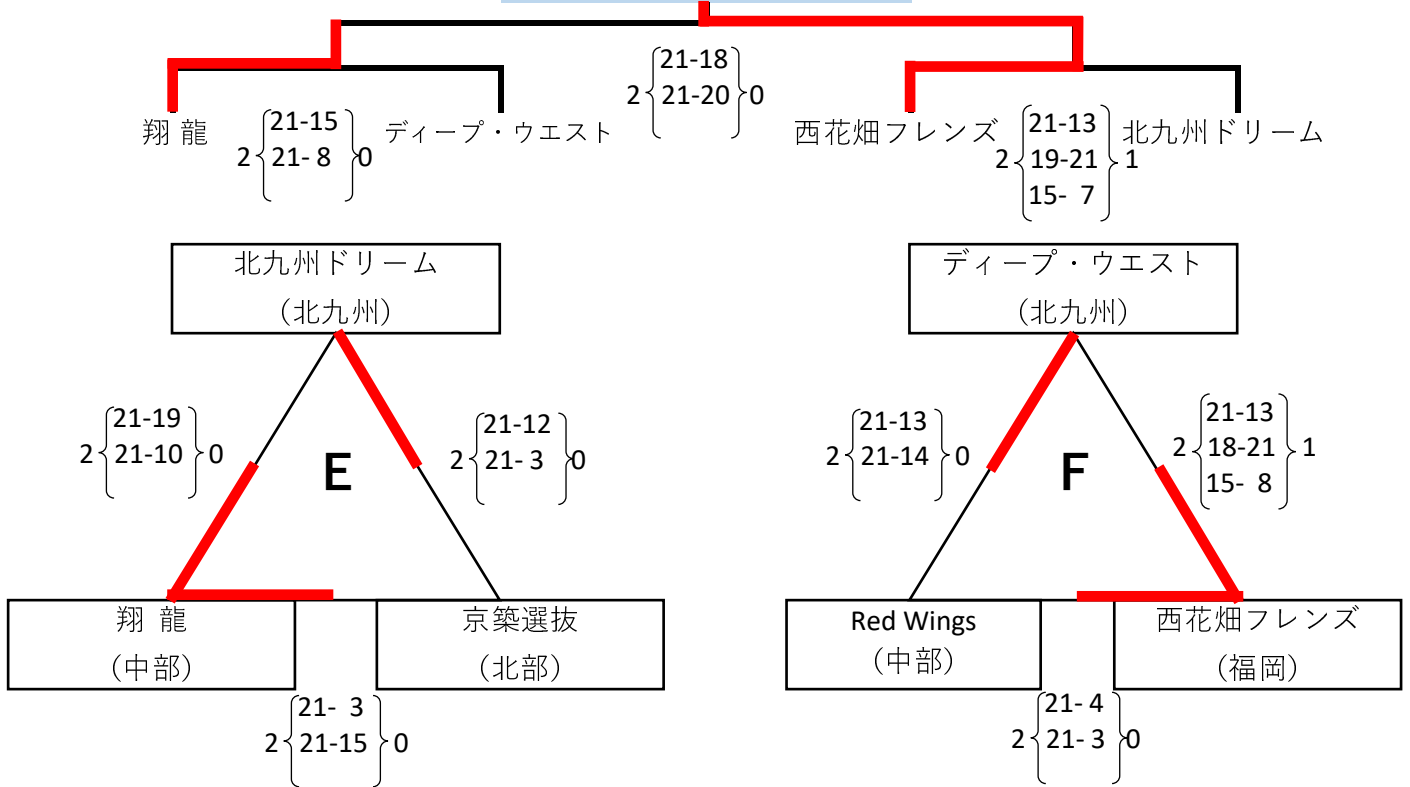 21-18
2 21-20 0
翔 龍
21-15
2 21- 8 0
ディープ・ウエスト
西花畑フレンズ
21-13
2 19-21 1
15- 7
北九州ドリーム
北九州ドリーム
(北九州)
ディープ・ウエスト
(北九州)
21-19
2 21-10 0
E
21-12
2 21- 3 0
21-13
2 21-14 0
F
21-13
2 18-21 1
15- 8
翔 龍
(中部)
京築選抜
(北部)
Red Wings
(中部)
西花畑フレンズ
(福岡)
21- 3
2 21-15 0
21- 4
2 21- 3 0